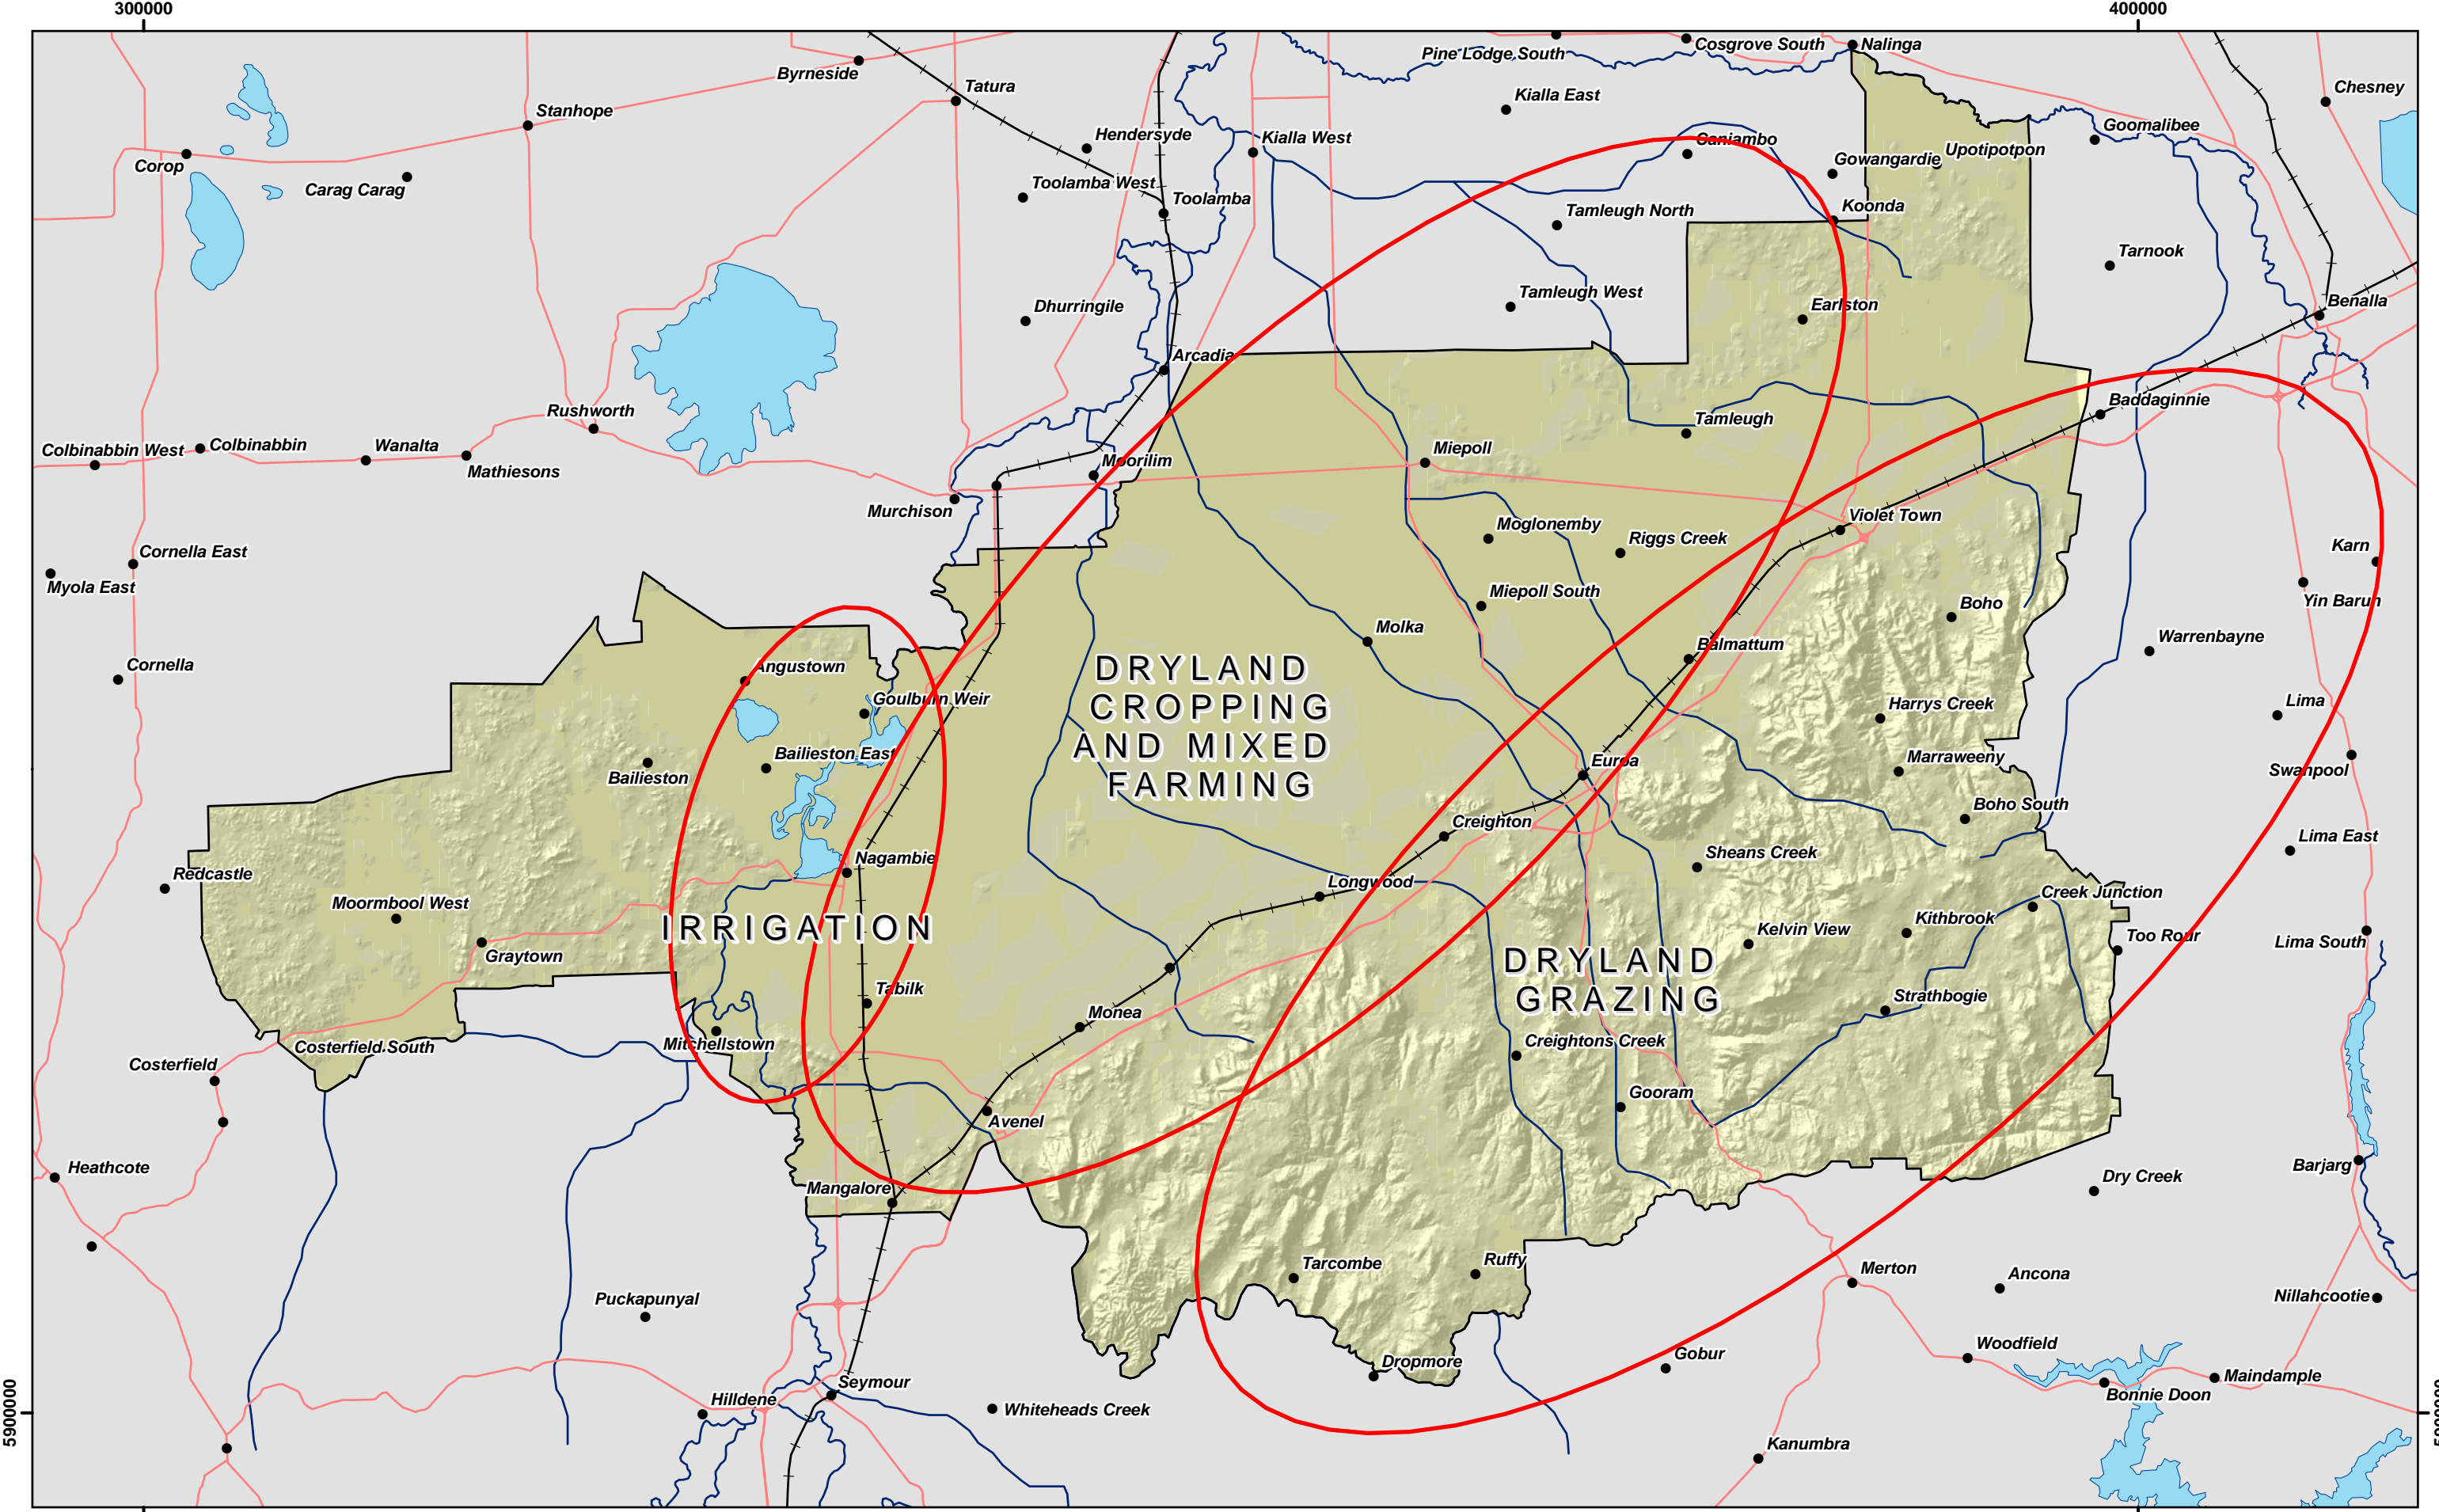 300000
400000
Byrneside
Pine Lodge South
Cosgrove South
Nalinga
Tatura
Stanhope
Kialla East
Chesney
Corop
Hendersyde
Kialla West
Caniambo
Goomalibee
Carag Carag
Toolamba West
Toolamba
Gowangardie
Upotipotpon
Tamleugh North
Koonda
Tarnook
Dhurringile
Tamleugh West
Earlston
Benalla
Arcadia
Rushworth
Baddaginnie
Colbinabbin West
Colbinabbin
Wanalta
Mathiesons
Moorilim
Miepoll
Tamleugh
Murchison
Moglonemby
Riggs Creek
Violet Town
Cornella East
Karn
Myola East
Miepoll South
Boho
Yin Barun
Cornella
Angustown
Molka
Balmattum
Warrenbayne
DRYLAND
CROPPING
AND MIXED
FARMING
Goulburn Weir
Harrys Creek
Lima
Bailieston
Bailieston East
Euroa
Marraweeny
Swanpool
Creighton
Boho South
Lima East
Redcastle
Nagambie
Longwood
Sheans Creek
Moormbool West
IRRIGATION
Creek Junction
Graytown
Kelvin View
Kithbrook
Too Rour
Lima South
DRYLAND
GRAZING
Tabilk
Monea
Strathbogie
Costerfield South
Mitchellstown
Creightons Creek
Costerfield
Avenel
Gooram
Heathcote
Mangalore
Dry Creek
Barjarg
Tarcombe
Ruffy
Merton
Ancona
Nillahcootie
Puckapunyal
Dropmore
Gobur
Woodfield
Maindample
Bonnie Doon
Seymour
Hilldene
Whiteheads Creek
Kanumbra
5900000